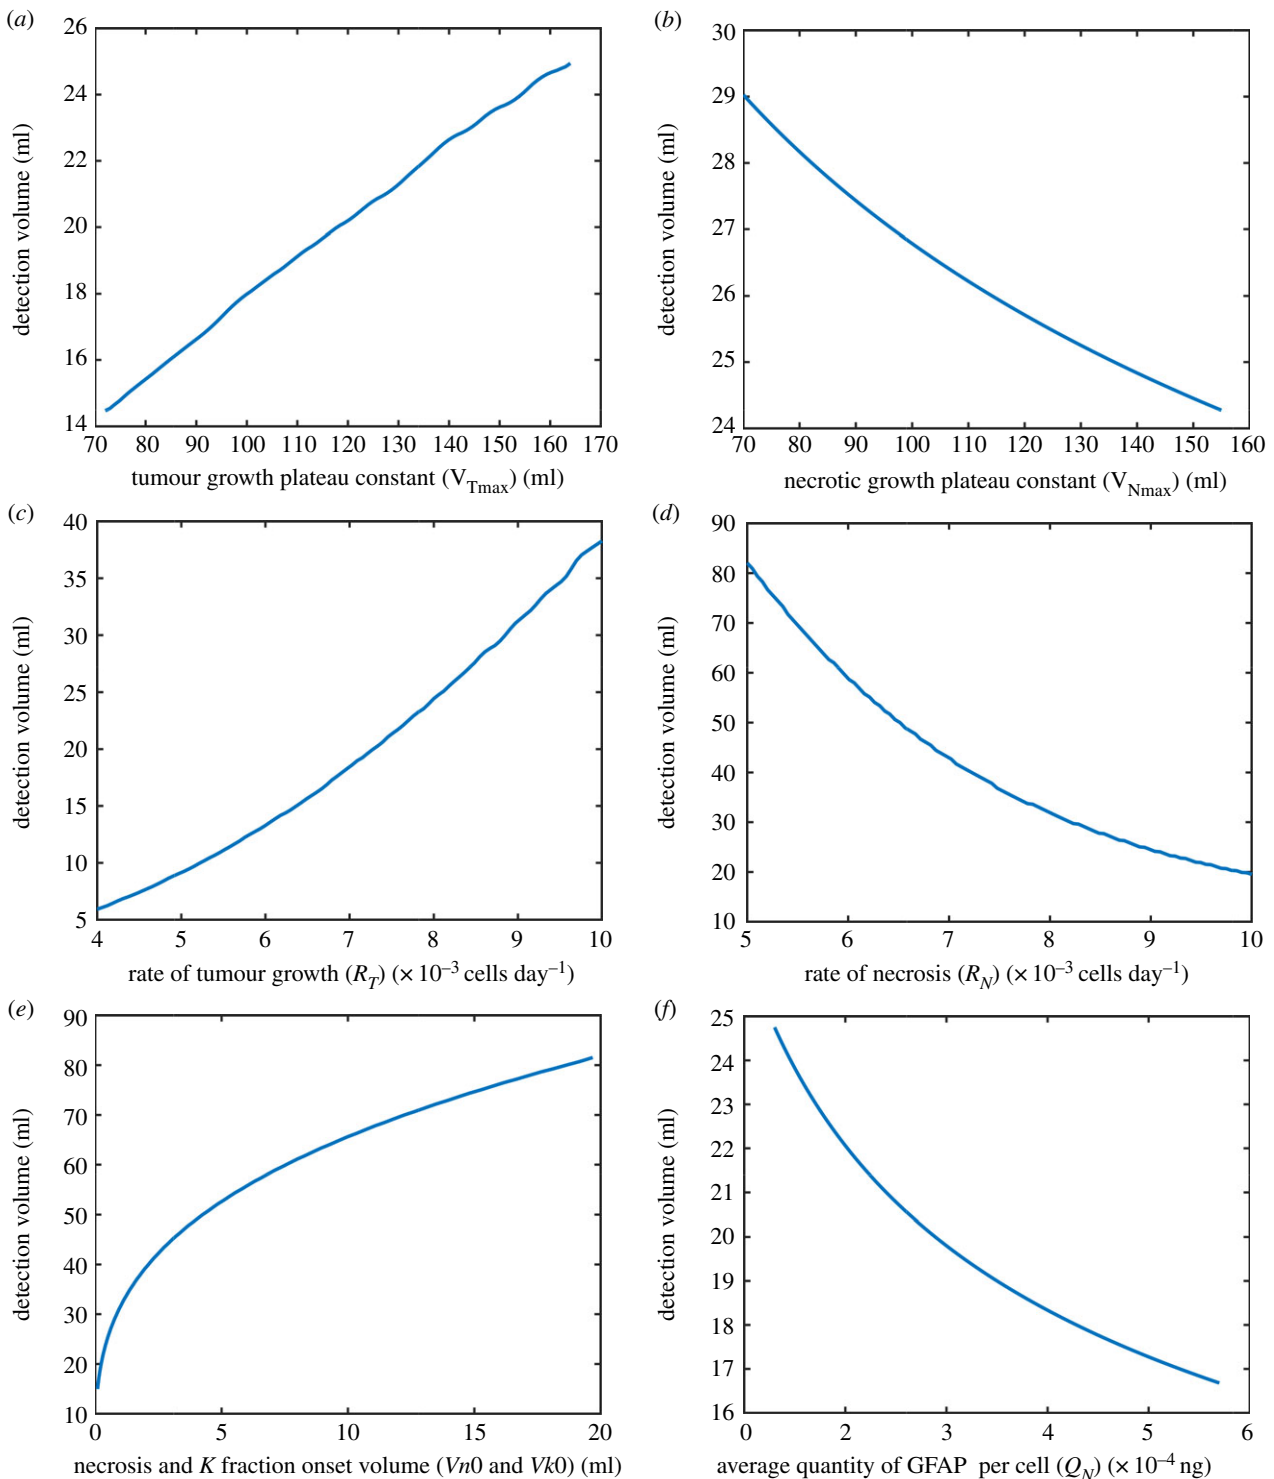 (a)
26
24
22
20
18
16
14
detection volume (ml)
70 80 90 100 110 120 130 140 150 160 170
tumour growth plateau constant (V_Tmax) (ml)
(b)
30
29
28
27
26
25
24
detection volume (ml)
70 80 90 100 110 120 130 140 150 160
necrotic growth plateau constant (V_Nmax) (ml)
(c)
40
35
30
25
20
15
10
5
detection volume (ml)
4 5 6 7 8 9 10
rate of tumour growth (R_T) (× 10⁻³ cells day⁻¹)
(d)
90
80
70
60
50
40
30
20
10
detection volume (ml)
5 6 7 8 9 10
rate of necrosis (R_N) (× 10⁻³ cells day⁻¹)
(e)
90
80
70
60
50
40
30
20
10
detection volume (ml)
0 5 10 15 20
necrosis and K fraction onset volume (Vn0 and Vk0) (ml)
(f)
25
24
23
22
21
20
19
18
17
16
detection volume (ml)
0 2 3 4 5 6
average quantity of GFAP per cell (Q_N) (× 10⁻⁴ ng)